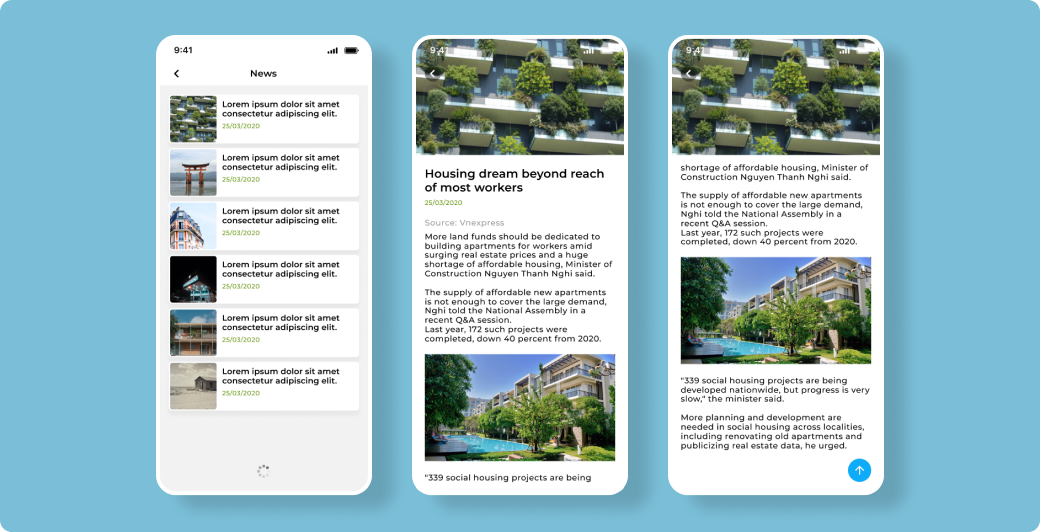 9:41
News
Lorem ipsum dolor sit amet
consectetur adipiscing elit.
25/03/2020
Lorem ipsum dolor sit amet
consectetur adipiscing elit.
25/03/2020
Lorem ipsum dolor sit amet
consectetur adipiscing elit.
25/03/2020
Lorem ipsum dolor sit amet
consectetur adipiscing elit.
25/03/2020
Lorem ipsum dolor sit amet
consectetur adipiscing elit.
25/03/2020
Lorem ipsum dolor sit amet
consectetur adipiscing elit.
25/03/2020
9:41
Housing dream beyond reach
of most workers
25/03/2020
Source: Vnexpress
More land funds should be dedicated to
building apartments for workers amid
surging real estate prices and a huge
shortage of affordable housing, Minister of
Construction Nguyen Thanh Nghi said.
The supply of affordable new apartments
is not enough to cover the large demand,
Nghi told the National Assembly in a
recent Q&A session.
Last year, 172 such projects were
completed, down 40 percent from 2020.
"339 social housing projects are being
9:41
shortage of affordable housing, Minister of
Construction Nguyen Thanh Nghi said.
The supply of affordable new apartments
is not enough to cover the large demand,
Nghi told the National Assembly in a
recent Q&A session.
Last year, 172 such projects were
completed, down 40 percent from 2020.
"339 social housing projects are being
developed nationwide, but progress is very
slow," the minister said.
More planning and development are
needed in social housing across localities,
including renovating old apartments and
publicizing real estate data, he urged.